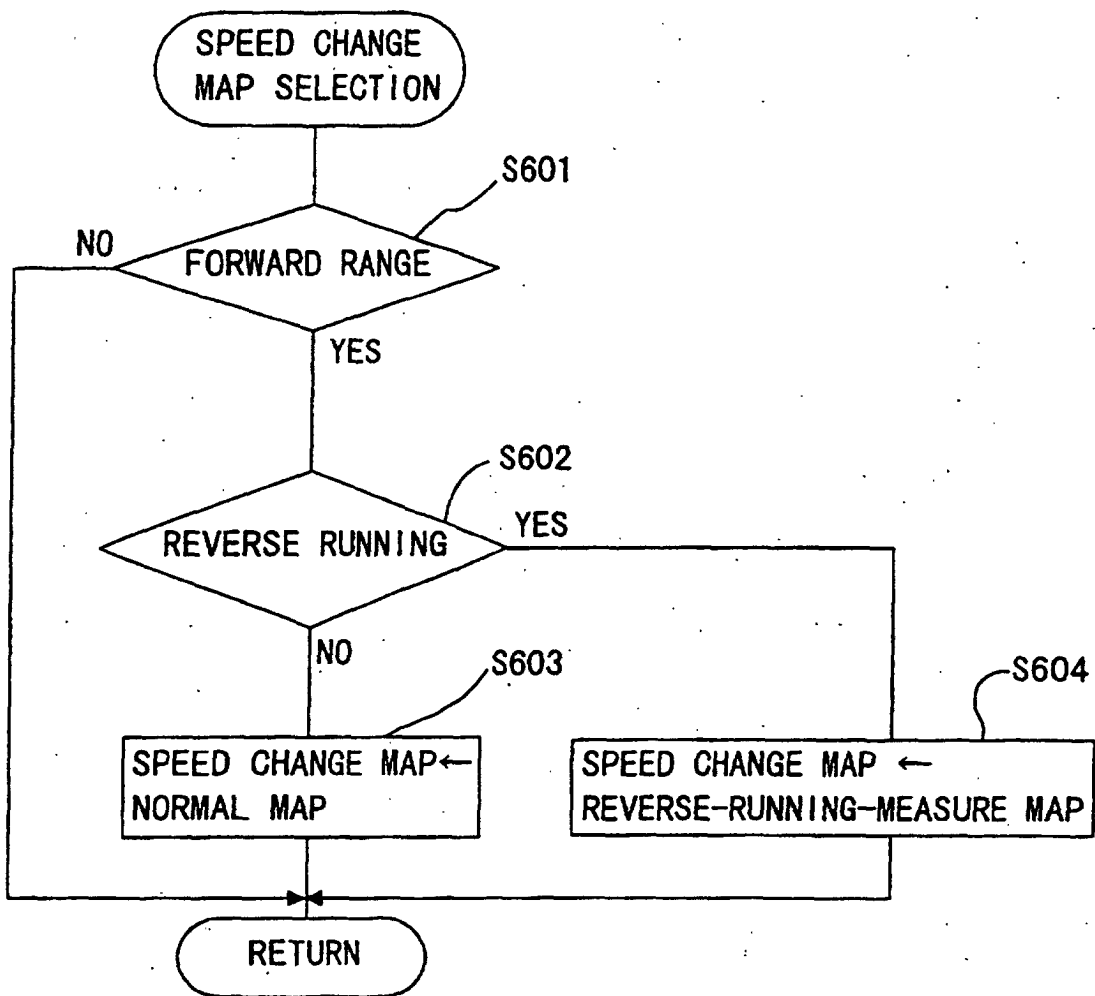 SPEED CHANGE
MAP SELECTION
S601
NO
FORWARD RANGE
YES
S602
REVERSE RUNNING
YES
NO
S603
S604
SPEED CHANGE MAP←
NORMAL MAP
SPEED CHANGE MAP ←
REVERSE-RUNNING-MEASURE MAP
RETURN